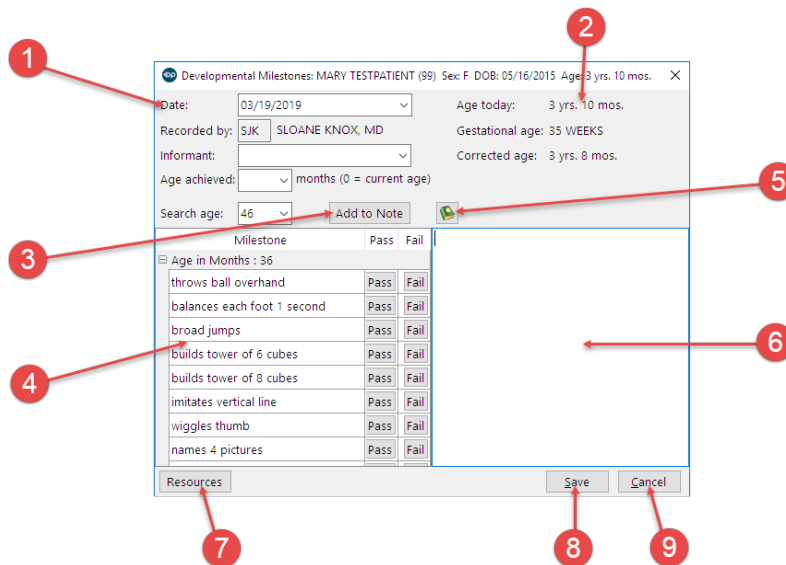 1
2
Developmental Milestones: MARY TESTPATIENT (99) Sex: F DOB: 05/16/2015 Age: 3 yrs. 10 mos.
Date: 03/19/2019 Age today: 3 yrs. 10 mos.
Recorded by: SJK SLOANE KNOX, MD Gestational age: 35 WEEKS
Informant: Corrected age: 3 yrs. 8 mos.
Age achieved: months (0 = current age)
5
Search age: 46 Add to Note
3
Milestone Pass Fail
Age in Months : 36
throws ball overhand Pass Fail
balances each foot 1 second Pass Fail
broad jumps Pass Fail
6
builds tower of 6 cubes Pass Fail
4
builds tower of 8 cubes Pass Fail
imitates vertical line Pass Fail
wiggles thumb Pass Fail
names 4 pictures Pass Fail
Resources Save Cancel
7
8
9